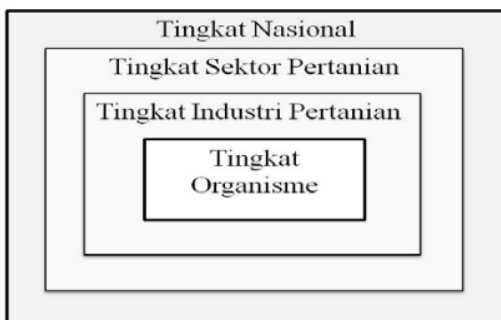 Tingkat Nasional
Tingkat Sektor Pertanian
Tingkat Industri Pertanian
Tingkat
Organisme